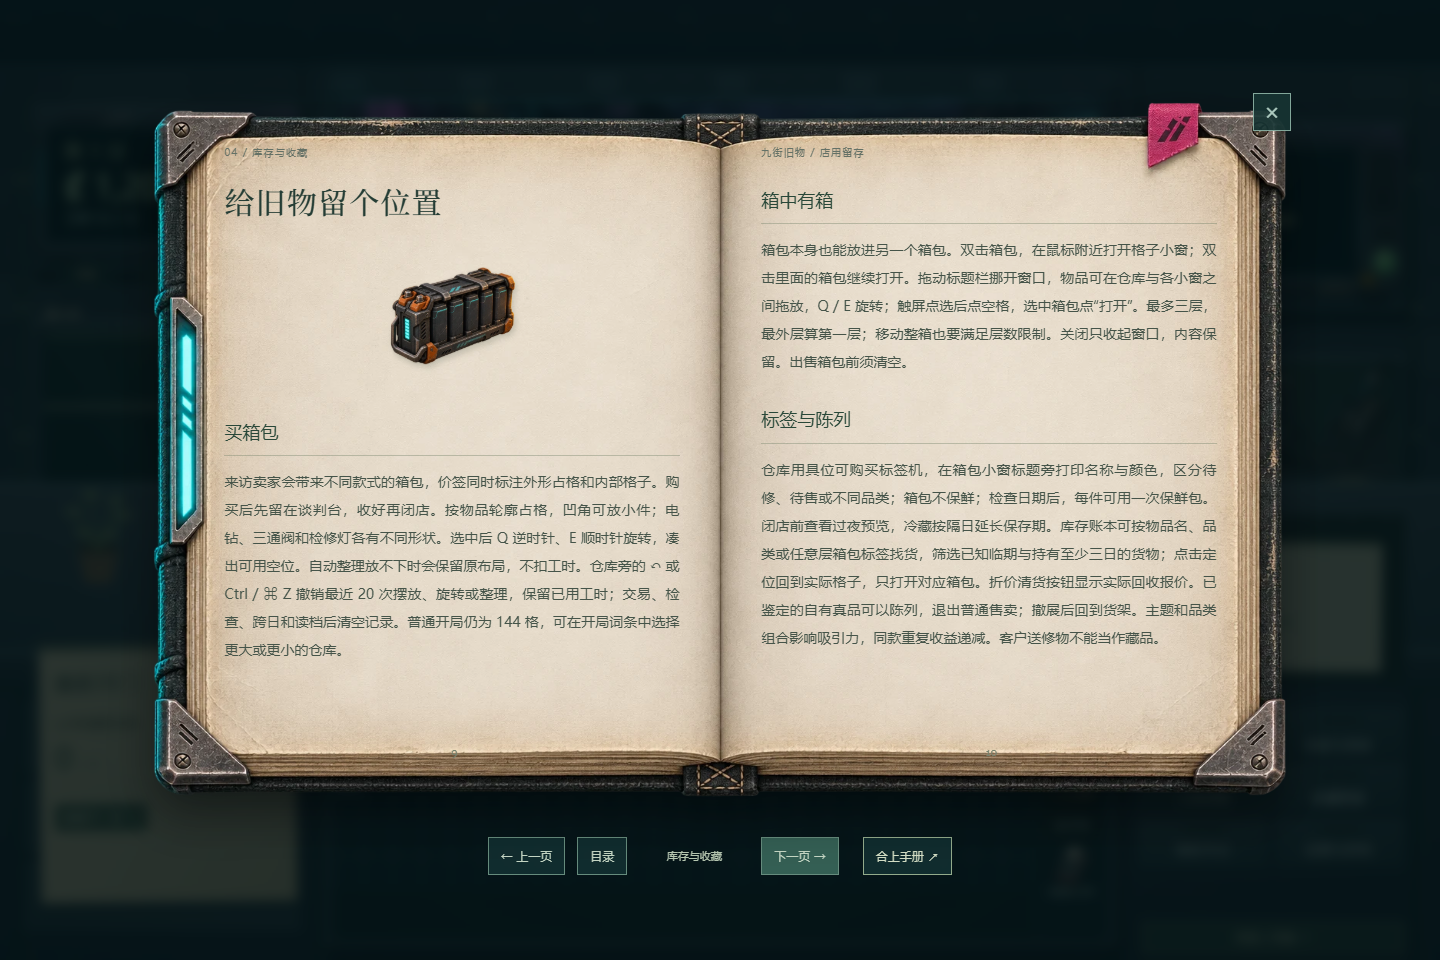 04 / 库存与收藏
给旧物留个位置
买箱包
来访卖家会带来不同款式的箱包，价签同时标注外形占格和内部格子。购
买后先留在谈判台，收好再闭店。按物品轮廓占格，凹角可放小件；电
钻、三通阀和检修灯各有不同形状。选中后 Q 逆时针、E 顺时针旋转，凑
出可用空位。自动整理放不下时会保留原布局，不扣工时。仓库旁的 ↶ 或
Ctrl / ⌘ Z 撤销最近 20 次摆放、旋转或整理，保留已用工时；交易、检
查、跨日和读档后清空记录。普通开局仍为 144 格，可在开局词条中选择
更大或更小的仓库。
九街旧物 / 店用留存
箱中有箱
箱包本身也能放进另一个箱包。双击箱包，在鼠标附近打开格子小窗；双
击里面的箱包继续打开。拖动标题栏挪开窗口，物品可在仓库与各小窗之
间拖放，Q / E 旋转；触屏点选后点空格，选中箱包点“打开”。最多三层，
最外层算第一层；移动整箱也要满足层数限制。关闭只收起窗口，内容保
留。出售箱包前须清空。
标签与陈列
仓库用具位可购买标签机，在箱包小窗标题旁打印名称与颜色，区分待
修、待售或不同品类；箱包不保鲜；检查日期后，每件可用一次保鲜包。
闭店前查看过夜预览，冷藏按隔日延长保存期。库存账本可按物品名、品
类或任意层箱包标签找货，筛选已知临期与持有至少三日的货物；点击定
位回到实际格子，只打开对应箱包。折价清货按钮显示实际回收报价。已
鉴定的自有真品可以陈列，退出普通售卖；撤展后回到货架。主题和品类
组合影响吸引力，同款重复收益递减。客户送修物不能当作藏品。
← 上一页
目录
库存与收藏
下一页 →
合上手册 ↗